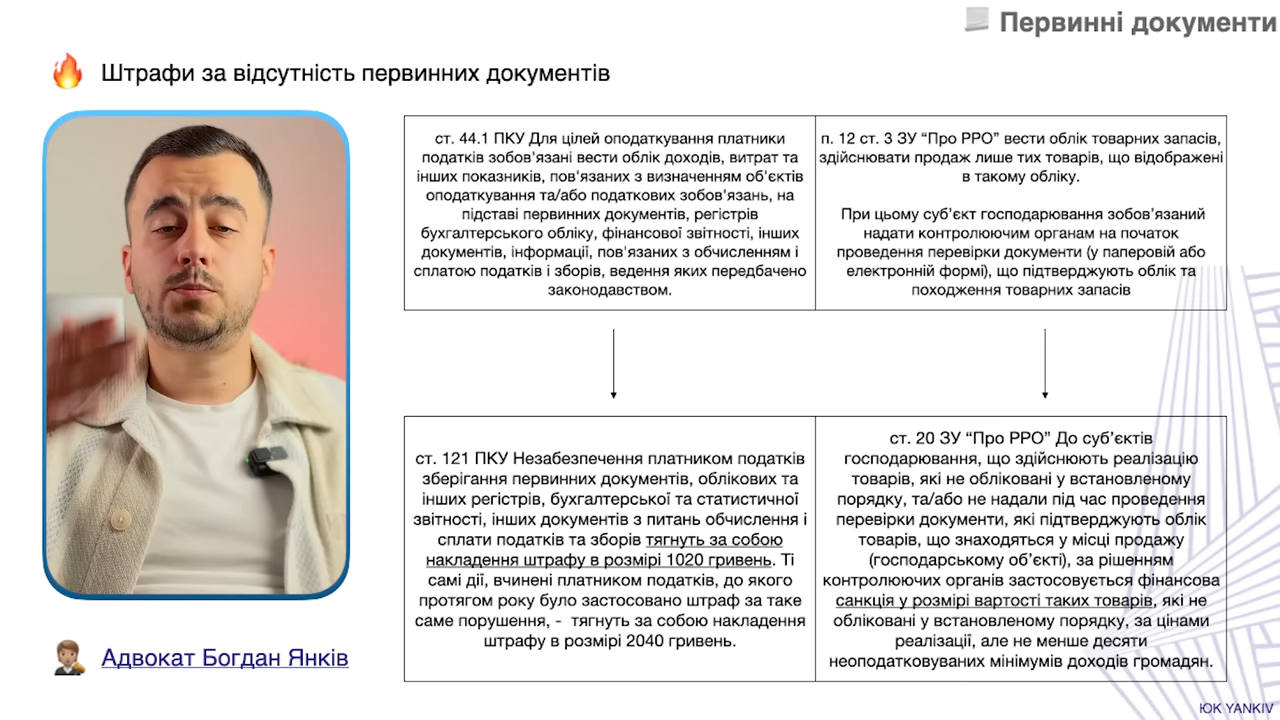 Первинні документи
Штрафи за відсутність первинних документів
ст. 44.1 ПКУ Для цілей оподаткування платники
податків зобов'язані вести облік доходів, витрат та
інших показників, пов'язаних з визначенням об'єктів
оподаткування та/або податкових зобов'язань, на
підставі первинних документів, регістрів
бухгалтерського обліку, фінансової звітності, інших
документів, інформації, пов'язаних з обчисленням і
сплатою податків і зборів, ведення яких передбачено
законодавством.
п. 12 ст. 3 ЗУ “Про РРО” вести облік товарних запасів,
здійснювати продаж лише тих товарів, що відображені
в такому обліку.
При цьому суб’єкт господарювання зобов’язаний
надати контролюючим органам на початок
проведення перевірки документи (у паперовій або
електронній формі), що підтверджують облік та
походження товарних запасів
ст. 121 ПКУ Незабезпечення платником податків
зберігання первинних документів, облікових та
інших регістрів, бухгалтерської та статистичної
звітності, інших документів з питань обчислення і
сплати податків та зборів тягнуть за собою
накладення штрафу в розмірі 1020 гривень. Ті
самі дії, вчинені платником податків, до якого
протягом року було застосовано штраф за таке
саме порушення, - тягнуть за собою накладення
штрафу в розмірі 2040 гривень.
ст. 20 ЗУ “Про РРО” До суб’єктів
господарювання, що здійснюють реалізацію
товарів, які не обліковані у встановленому
порядку, та/або не надали під час проведення
перевірки документи, які підтверджують облік
товарів, що знаходяться у місці продажу
(господарському об’єкті), за рішенням
контролюючих органів застосовується фінансова
санкція у розмірі вартості таких товарів, які не
обліковані у встановленому порядку, за цінами
реалізації, але не менше десяти
неоподатковуваних мінімумів доходів громадян.
Адвокат Богдан Янків
ЮК YANKIV